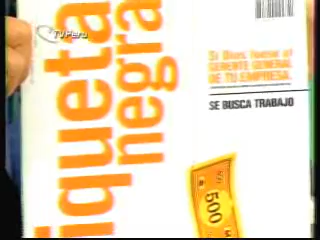 TVPerú
iqueta
negra
Si Dios fuese el
GERENTE GENERAL
DE TU EMPRESA.
SE BUSCA TRABAJO
500